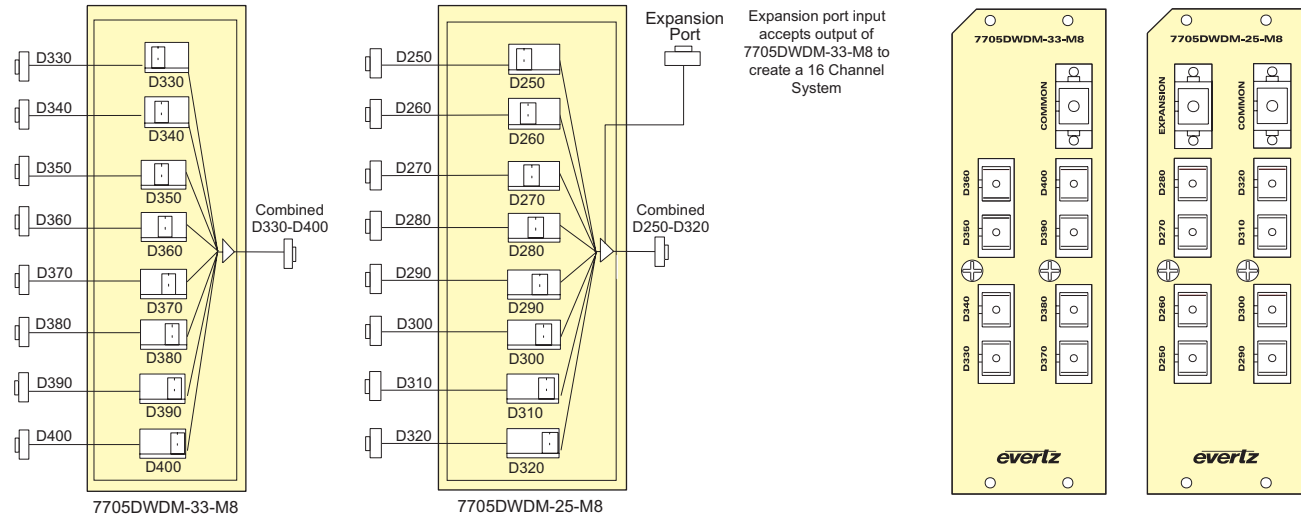 D330
D340
D350
D360
D370
D380
D390
D400
D330
D340
D350
D360
D370
D380
D390
D400
Combined
D330-D400
7705DWDM-33-M8
D250
D260
D270
D280
D290
D300
D310
D320
D250
D260
D270
D280
D290
D300
D310
D320
Expansion
Port
Combined
D250-D320
7705DWDM-25-M8
Expansion port input
accepts output of
7705DWDM-33-M8 to
create a 16 Channel
System
7705DWDM-33-M8
COMMON
D360
D400
D350
D390
D340
D380
D330
D370
evertz
7705DWDM-25-M8
EXPANSION
COMMON
D280
D320
D270
D310
D260
D300
D250
D290
evertz